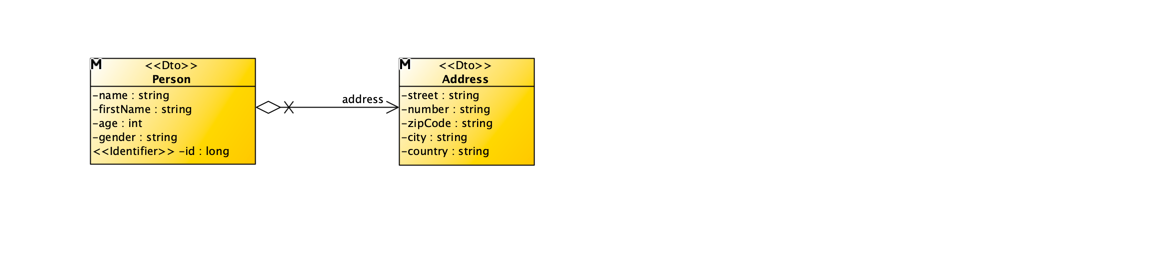 M
<<Dto>>
Person
-name : string
-firstName : string
-age : int
-gender : string
<<Identifier>> -id : long
address
M
<<Dto>>
Address
-street : string
-number : string
-zipCode : string
-city : string
-country : string